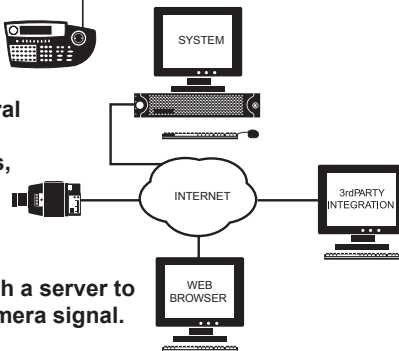 SYSTEM
ral
s,
INTERNET
3rdPARTY
INTEGRATION
h a server to
mera signal.
WEB
BROWSER